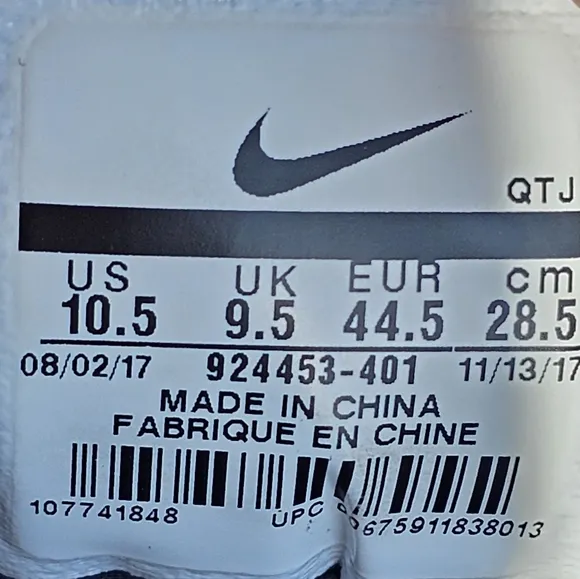 QTJ
US UK EUR cm
10.5 9.5 44.5 28.5
08/02/17 924453-401 11/13/17
MADE IN CHINA
FABRIQUE EN CHINE
107741848 UPC 675911838013